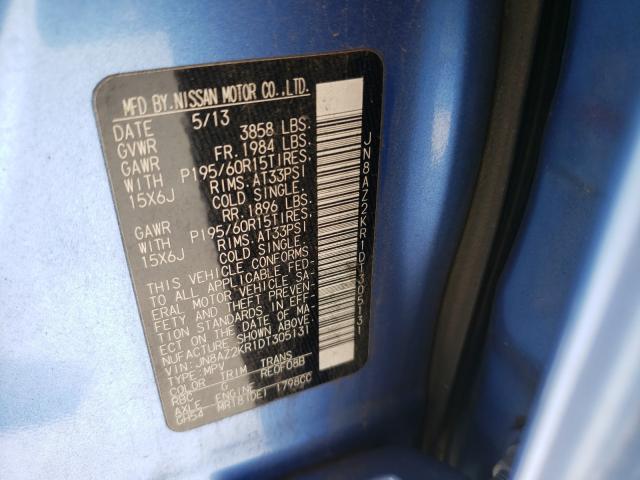 MFD.BY.NISSAN MOTOR CO.,LTD.
DATE 5/13
GVWR 3858 LBS.
GAWR FR. 1984 LBS.
WITH P195/60R15TIRES,
15X6J RIMS. AT33PSI
COLD SINGLE.
GAWR RR. 1896 LBS.
WITH P195/60R15TIRES,
15X6J RIMS. AT33PSI
COLD SINGLE.
THIS VEHICLE CONFORMS
TO ALL APPLICABLE FED-
ERAL MOTOR VEHICLE SA-
FETY AND THEFT PREVEN-
TION STANDARDS IN EFF-
ECT ON THE DATE OF MA-
NUFACTURE SHOWN ABOVE.
VIN:JN8AZ2KR1DT305131
TYPE:MPV
COLOR TRIM TRANS
RBC G RE0F08B
AXLE ENGINE
GH54 MR18(DE) 1798CC
JN8AZ2KR1DT305131